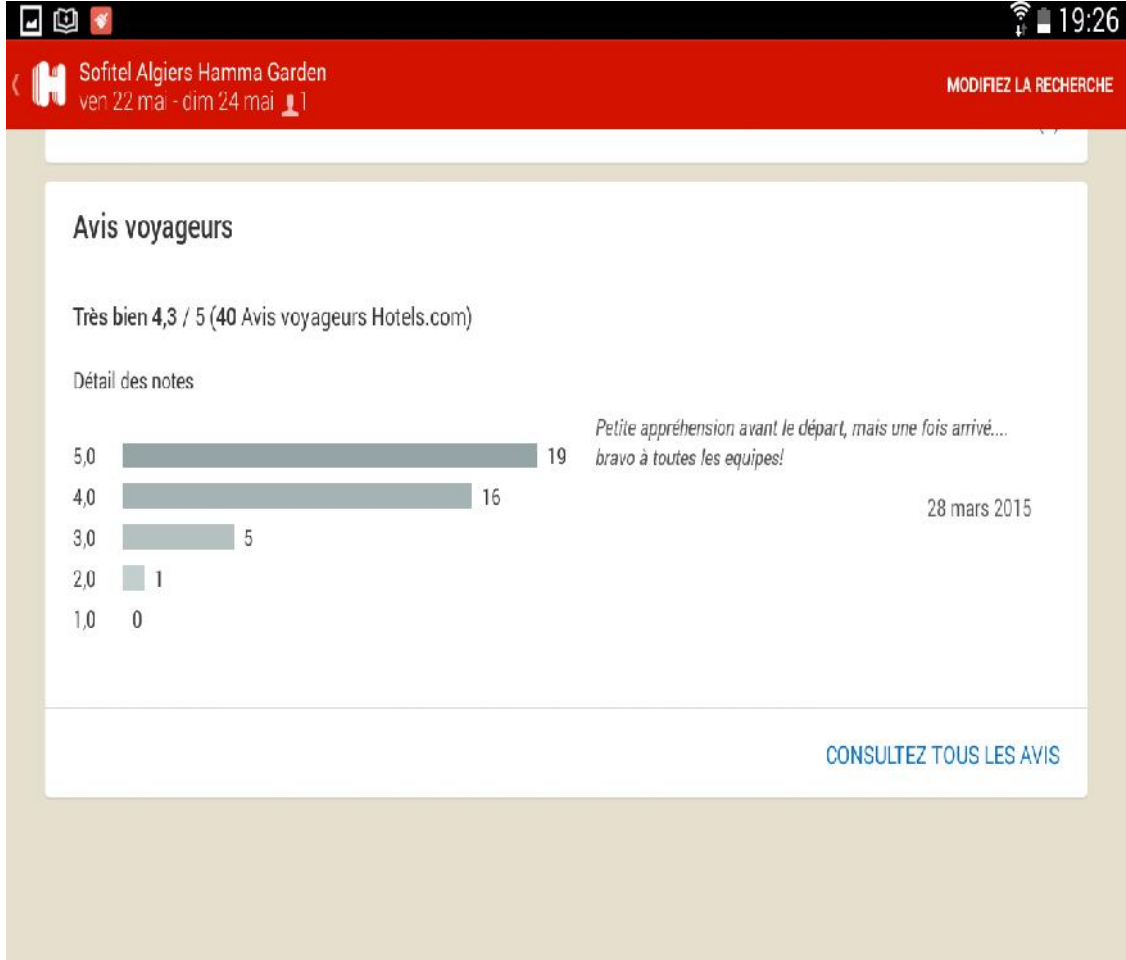 19:26
Sofitel Algiers Hamma Garden
ven 22 mai - dim 24 mai 1
MODIFIEZ LA RECHERCHE
Avis voyageurs
Très bien 4,3 / 5 (40 Avis voyageurs Hotels.com)
Détail des notes
5,0 19
4,0 16
3,0 5
2,0 1
1,0 0
Petite appréhension avant le départ, mais une fois arrivé....
bravo à toutes les equipes!
28 mars 2015
CONSULTEZ TOUS LES AVIS